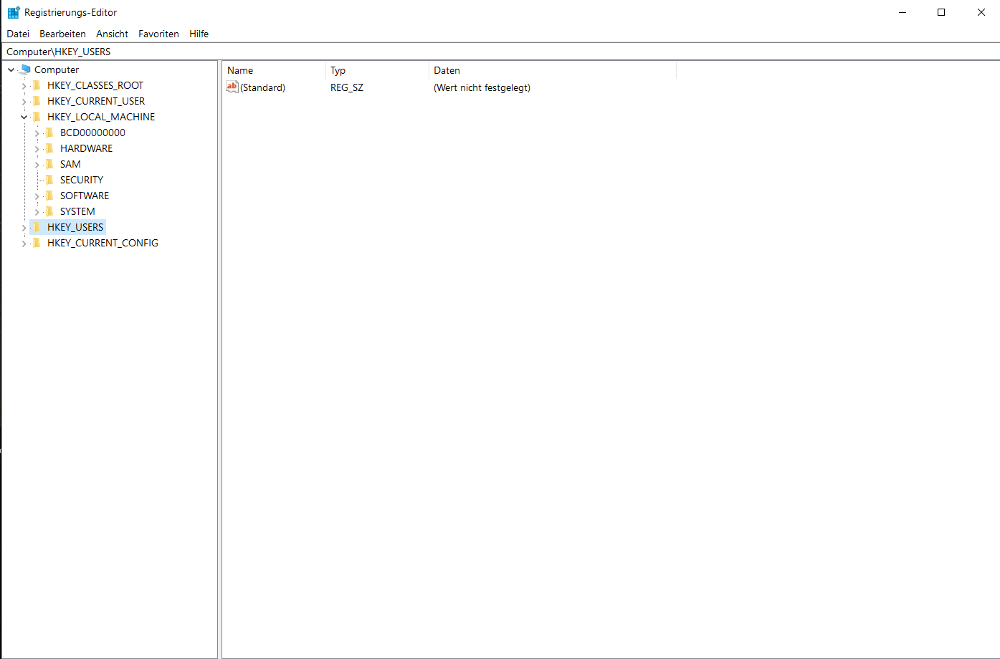 Registrierungs-Editor
Datei Bearbeiten Ansicht Favoriten Hilfe
Computer\HKEY_USERS
Computer
HKEY_CLASSES_ROOT
HKEY_CURRENT_USER
HKEY_LOCAL_MACHINE
BCD00000000
HARDWARE
SAM
SECURITY
SOFTWARE
SYSTEM
HKEY_USERS
HKEY_CURRENT_CONFIG
Name Typ Daten
ab (Standard) REG_SZ (Wert nicht festgelegt)